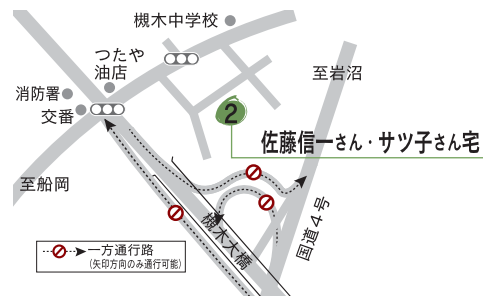 槻木中学校
つたや
油店
至岩沼
消防署
交番
2
佐藤信一さん・サツ子さん宅
至船岡
槻木大橋
国道4号
一方通行路
(矢印方向のみ通行可能)